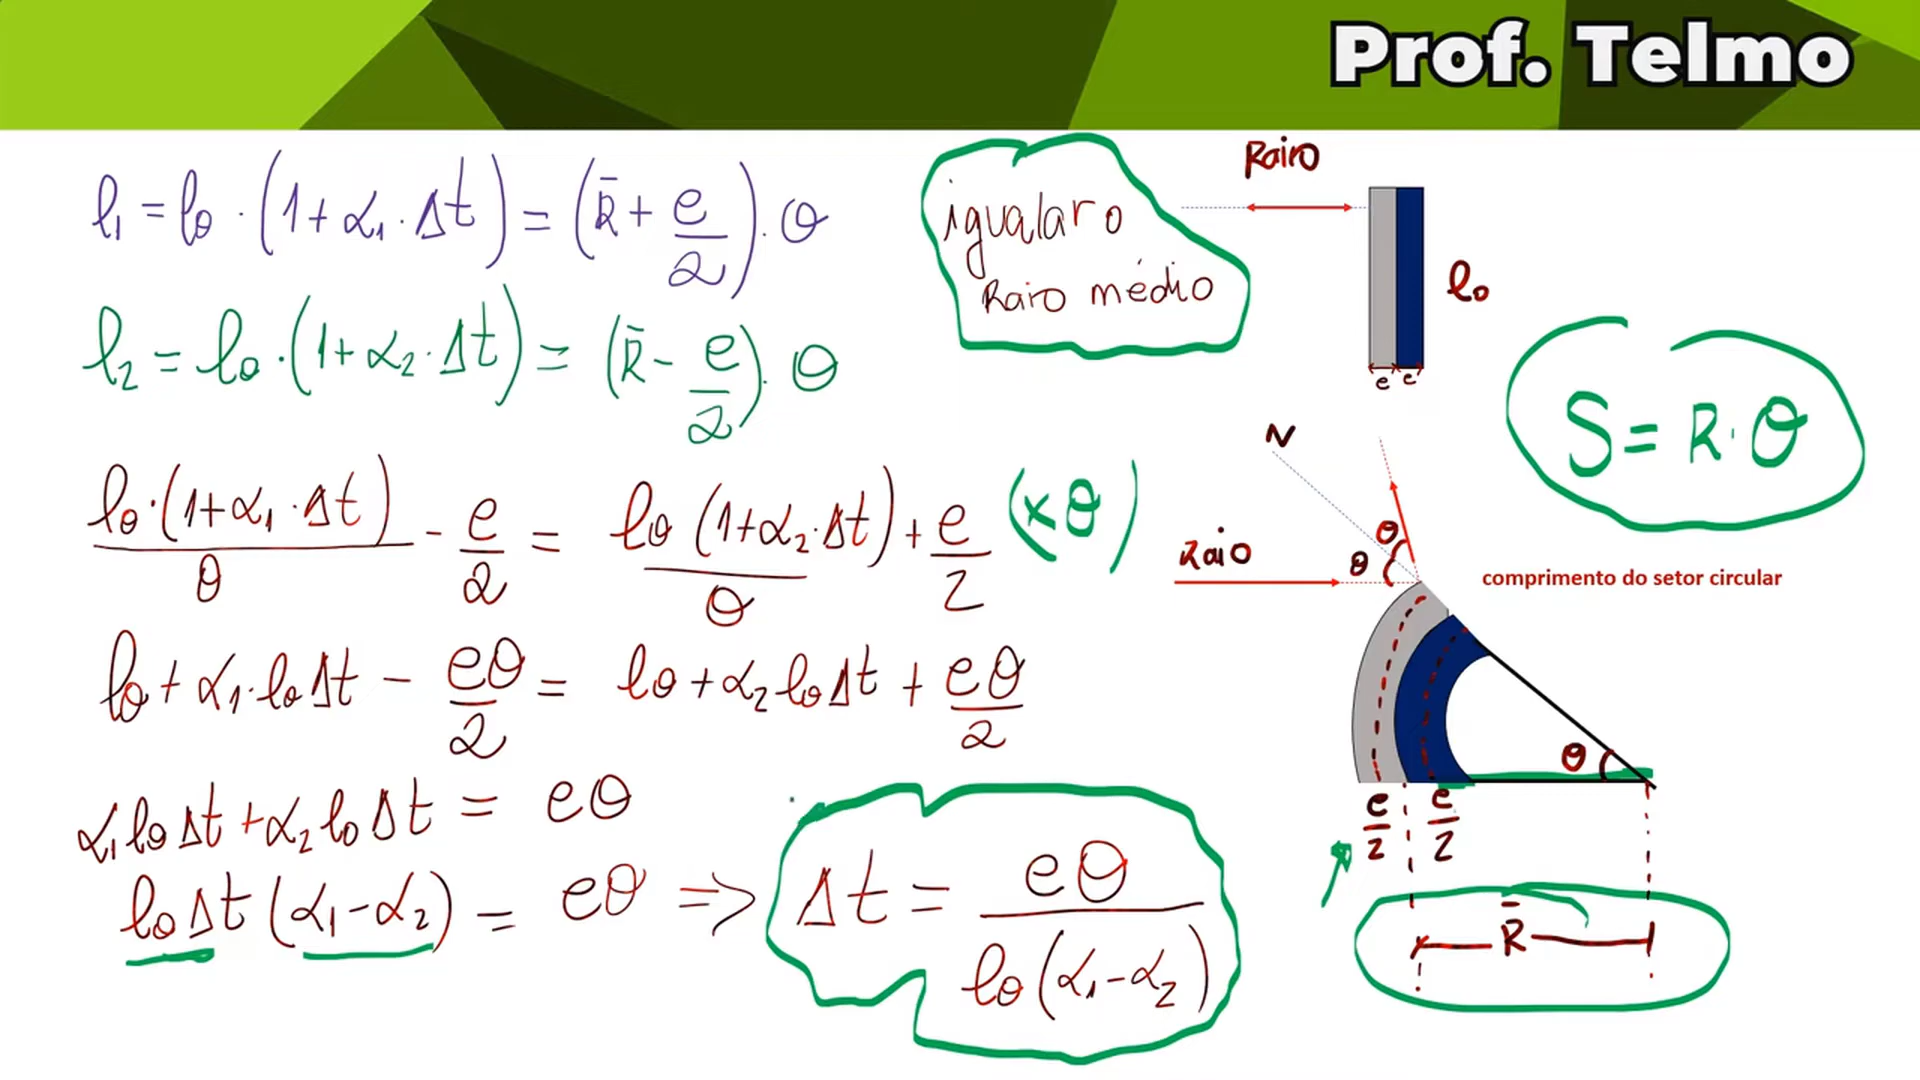 Prof. Telmo
l₁ = l₀ · (1 + α₁ · Δt) = (R̄ + e/2) · θ
l₂ = l₀ · (1 + α₂ · Δt) = (R̄ - e/2) · θ
l₀ · (1 + α₁ · Δt)/θ - e/2 = l₀ (1 + α₂ · Δt)/θ + e/2 (xθ)
l₀ + α₁ · l₀ Δt - eθ/2 = l₀ + α₂ l₀ Δt + eθ/2
α₁ l₀ Δt + α₂ l₀ Δt = eθ
l₀ Δt (α₁ - α₂) = eθ => Δt = eθ/l₀(α₁ - α₂)
igualar o
Raio médio
Raio
l₀
e e
S = R · θ
N
θ
Raio θ
comprimento do setor circular
θ
e/2 e/2
R̄